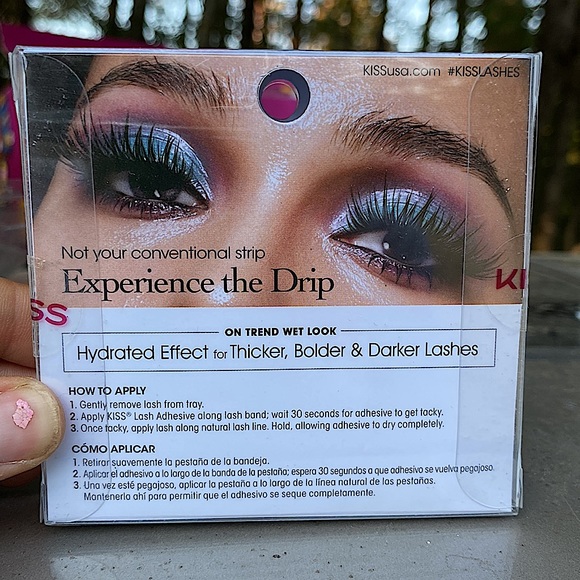 KISSusa.com #KISSLASHES
Not your conventional strip
Experience the Drip
KI
SS
ON TREND WET LOOK
Hydrated Effect for Thicker, Bolder & Darker Lashes
HOW TO APPLY
1. Gently remove lash from tray.
2. Apply KISS® Lash Adhesive along lash band; wait 30 seconds for adhesive to get tacky.
3. Once tacky, apply lash along natural lash line. Hold, allowing adhesive to dry completely.
CÓMO APLICAR
1. Retirar suavemente la pestaña de la bandeja.
2. Aplicar el adhesivo a lo largo de la banda de la pestaña; espera 30 segundos a que adhesivo se vuelva pegajoso.
3. Una vez esté pegajoso, aplicar la pestaña a lo largo de la línea natural de las pestañas.
Mantenerla ahí para permitir que el adhesivo se seque completamente.